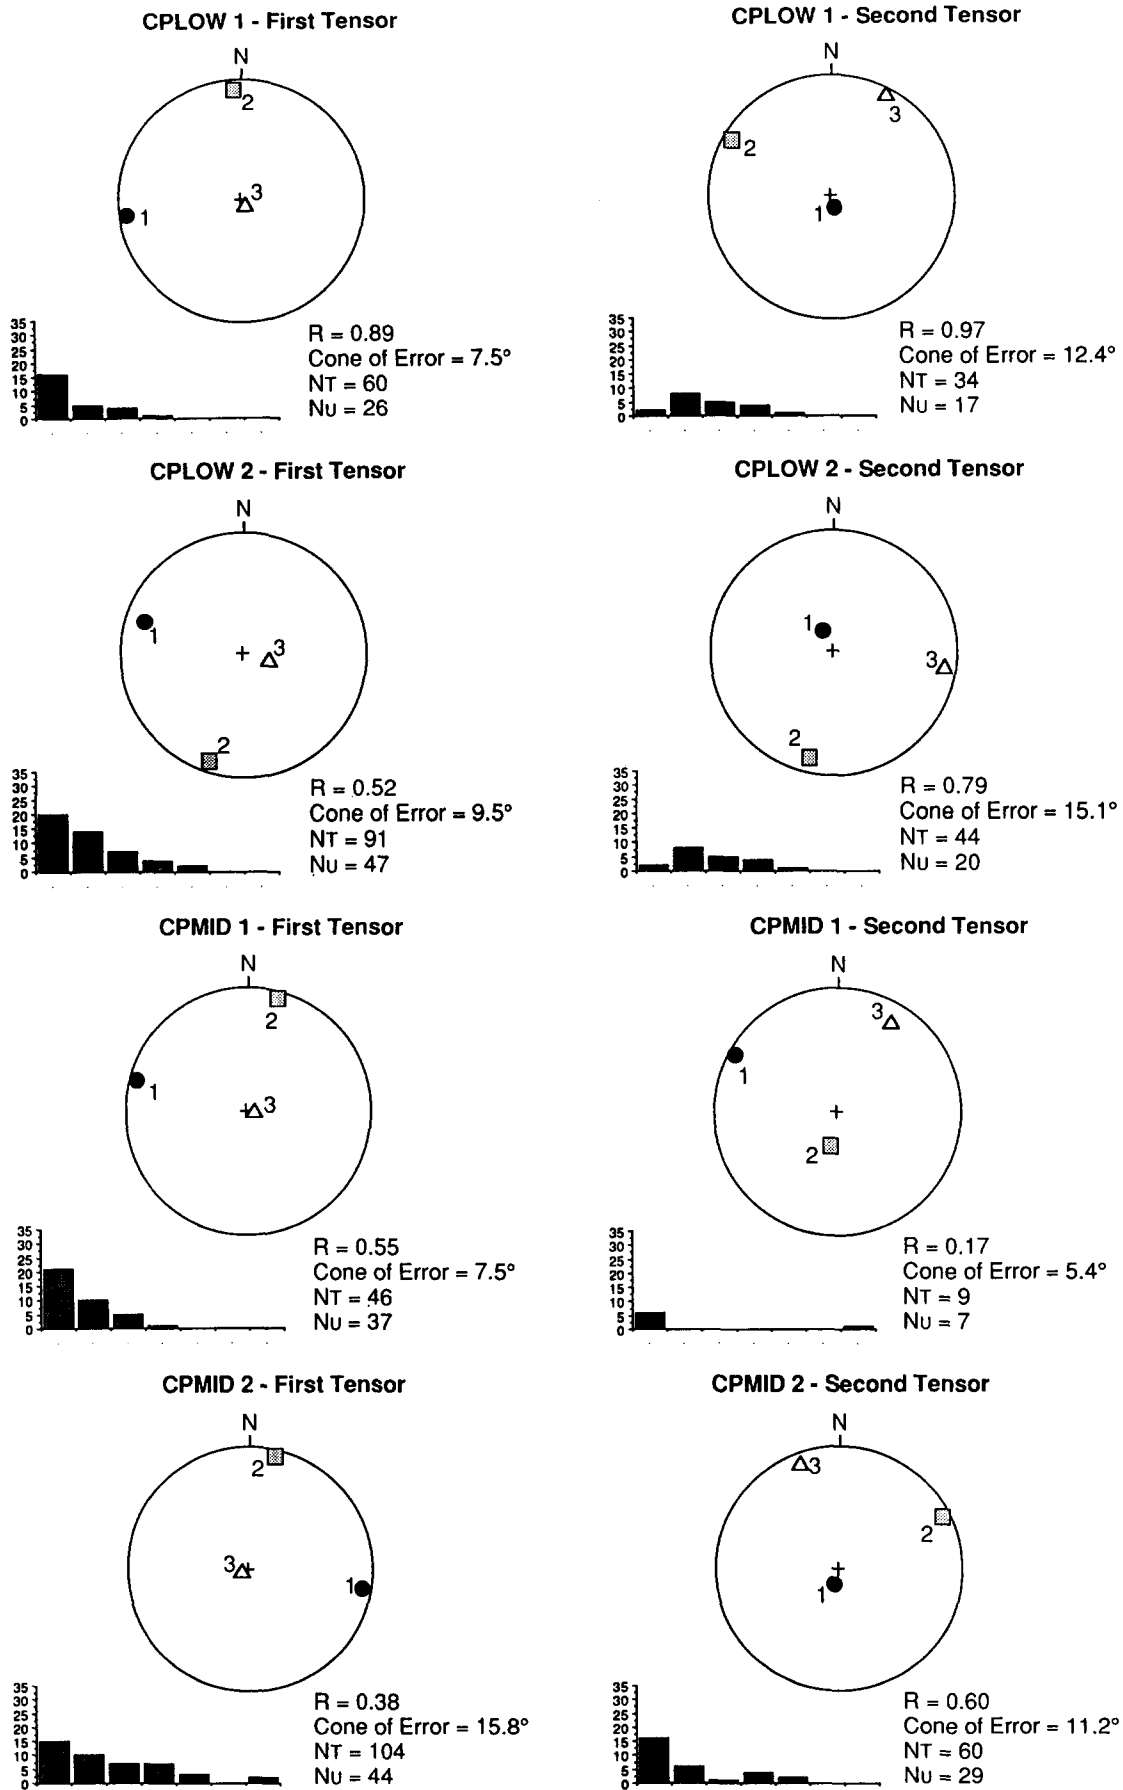 CPLOW 1 - First Tensor
N
2
3
1
35
30
25
20
15
10
5
0
R = 0.89
Cone of Error = 7.5°
NT = 60
NU = 26
CPLOW 1 - Second Tensor
N
3
2
1
35
30
25
20
15
10
5
0
R = 0.97
Cone of Error = 12.4°
NT = 34
NU = 17
CPLOW 2 - First Tensor
N
1
3
2
35
30
25
20
15
10
5
0
R = 0.52
Cone of Error = 9.5°
NT = 91
NU = 47
CPLOW 2 - Second Tensor
N
1
3
2
35
30
25
20
15
10
5
0
R = 0.79
Cone of Error = 15.1°
NT = 44
NU = 20
CPMID 1 - First Tensor
N
2
1
3
35
30
25
20
15
10
5
0
R = 0.55
Cone of Error = 7.5°
NT = 46
NU = 37
CPMID 1 - Second Tensor
N
3
1
2
35
30
25
20
15
10
5
0
R = 0.17
Cone of Error = 5.4°
NT = 9
NU = 7
CPMID 2 - First Tensor
N
2
3
1
35
30
25
20
15
10
5
0
R = 0.38
Cone of Error = 15.8°
NT = 104
NU = 44
CPMID 2 - Second Tensor
N
3
2
1
35
30
25
20
15
10
5
0
R = 0.60
Cone of Error = 11.2°
NT = 60
NU = 29